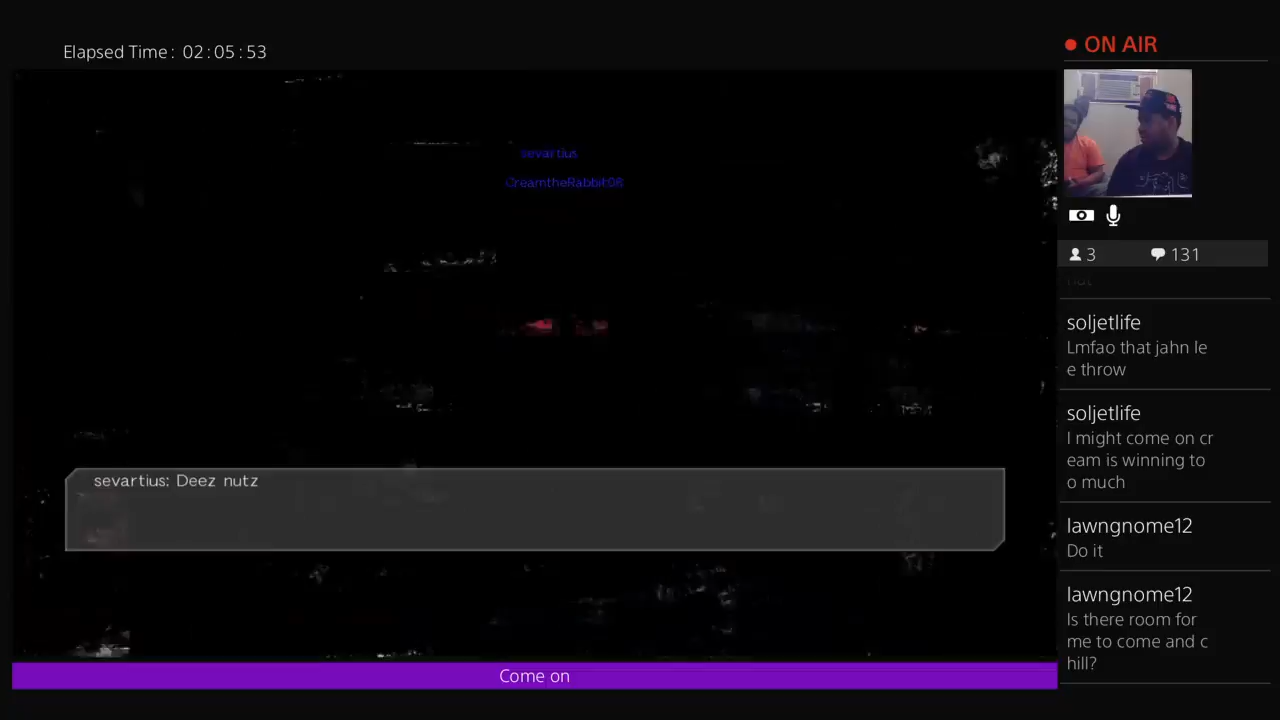 Elapsed Time: 02:05:53
ON AIR
sevartius
CreamtheRabbit06
3
131
soljetlife
Lmfao that jahn le
e throw
soljetlife
I might come on cr
eam is winning to
o much
sevartius: Deez nutz
lawngnome12
Do it
lawngnome12
Is there room for
me to come and c
hill?
Come on